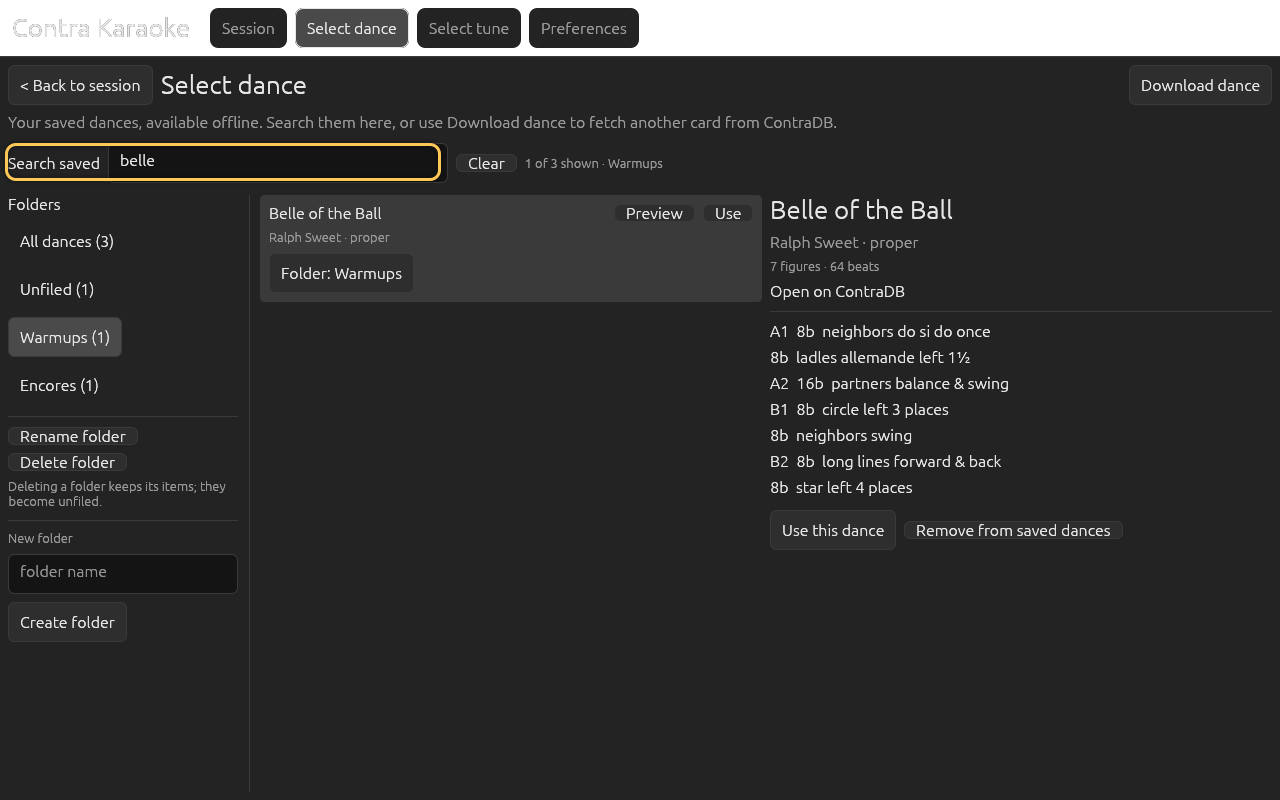 Contra Karaoke
Session
Select dance
Select tune
Preferences
< Back to session
Select dance
Download dance
Your saved dances, available offline. Search them here, or use Download dance to fetch another card from ContraDB.
Search saved
belle
Clear
1 of 3 shown · Warmups
Folders
All dances (3)
Unfiled (1)
Warmups (1)
Encores (1)
Rename folder
Delete folder
Deleting a folder keeps its items; they
become unfiled.
New folder
folder name
Create folder
Belle of the Ball
Preview
Use
Ralph Sweet · proper
Folder: Warmups
Belle of the Ball
Ralph Sweet · proper
7 figures · 64 beats
Open on ContraDB
A1 8b neighbors do si do once
8b ladles allemande left 1½
A2 16b partners balance & swing
B1 8b circle left 3 places
8b neighbors swing
B2 8b long lines forward & back
8b star left 4 places
Use this dance
Remove from saved dances